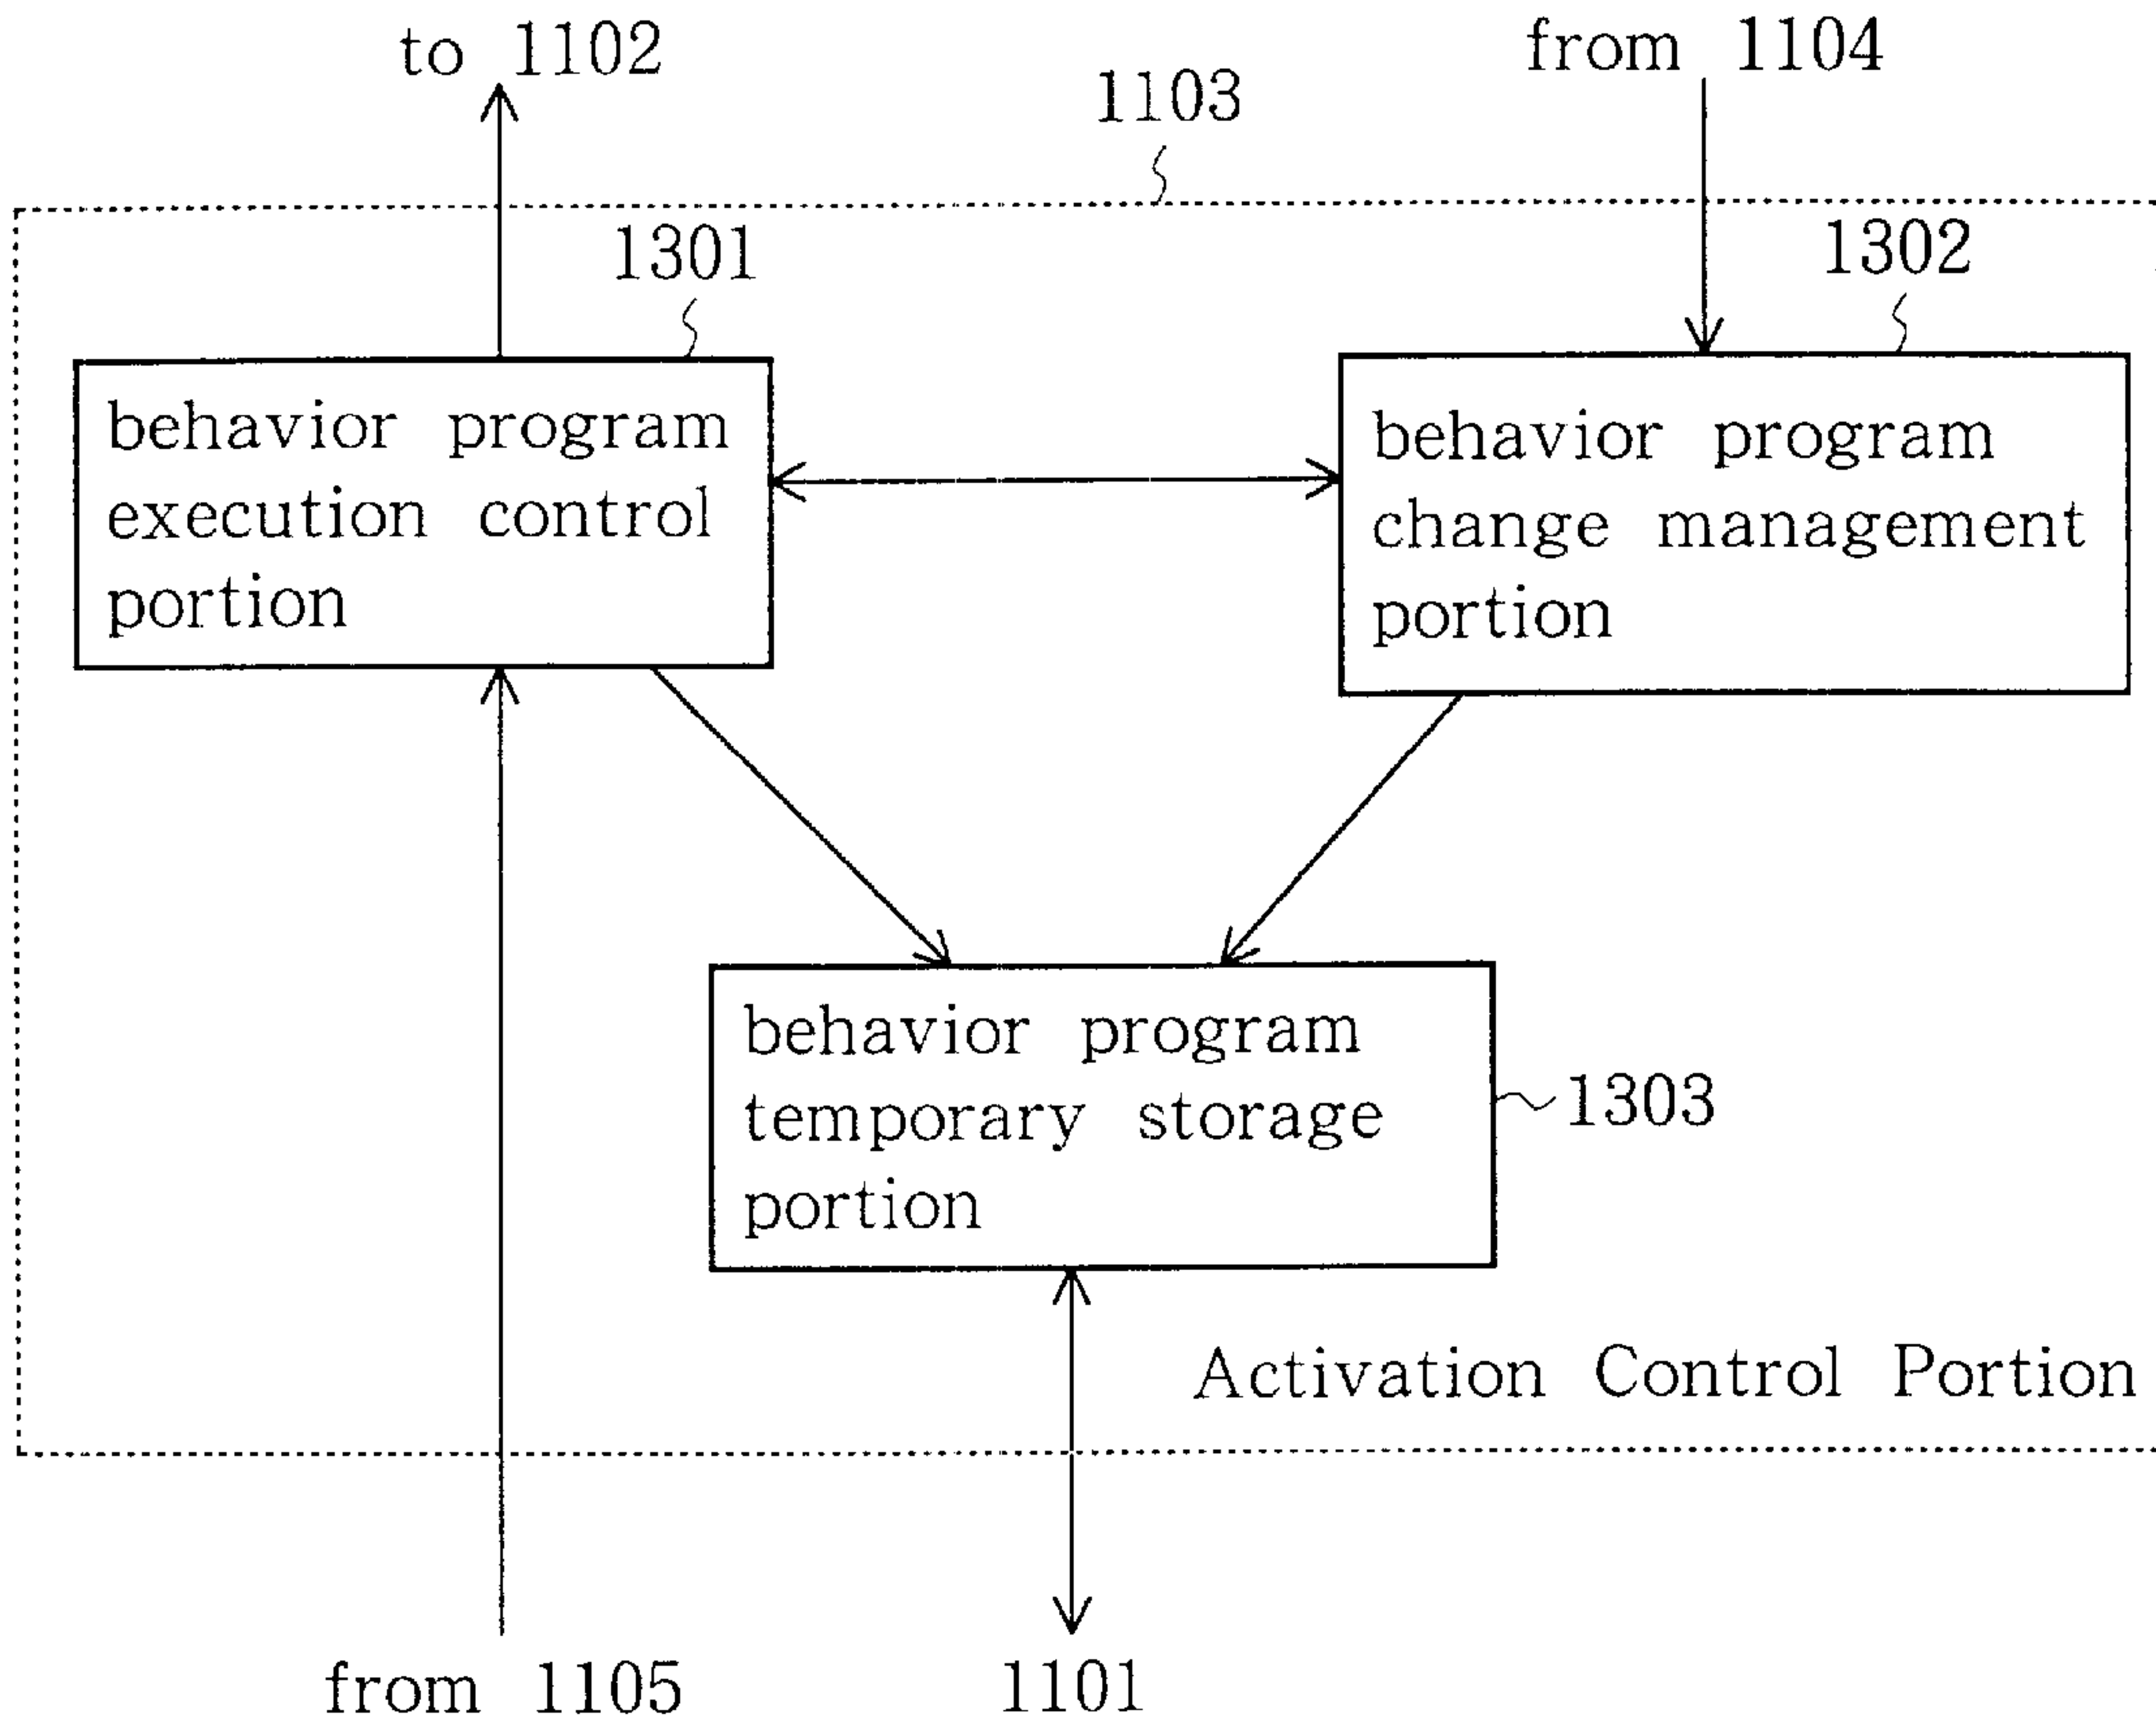 to 1102
from 1104
1103
1301
1302
behavior program
execution control
portion
behavior program
change management
portion
behavior program
temporary storage
portion
1303
Activation Control Portion
from 1105
1101